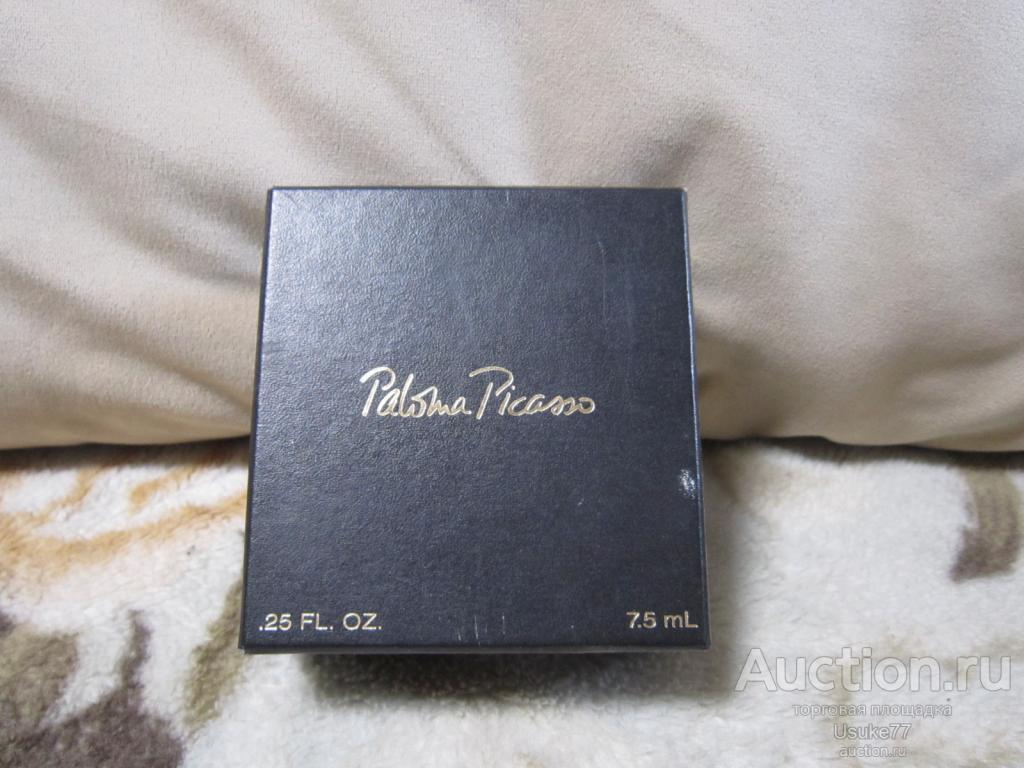 Paloma Picasso
.25 FL. OZ. 7.5 mL
Auction.ru
торговая площадка
Usuke77
auction.ru